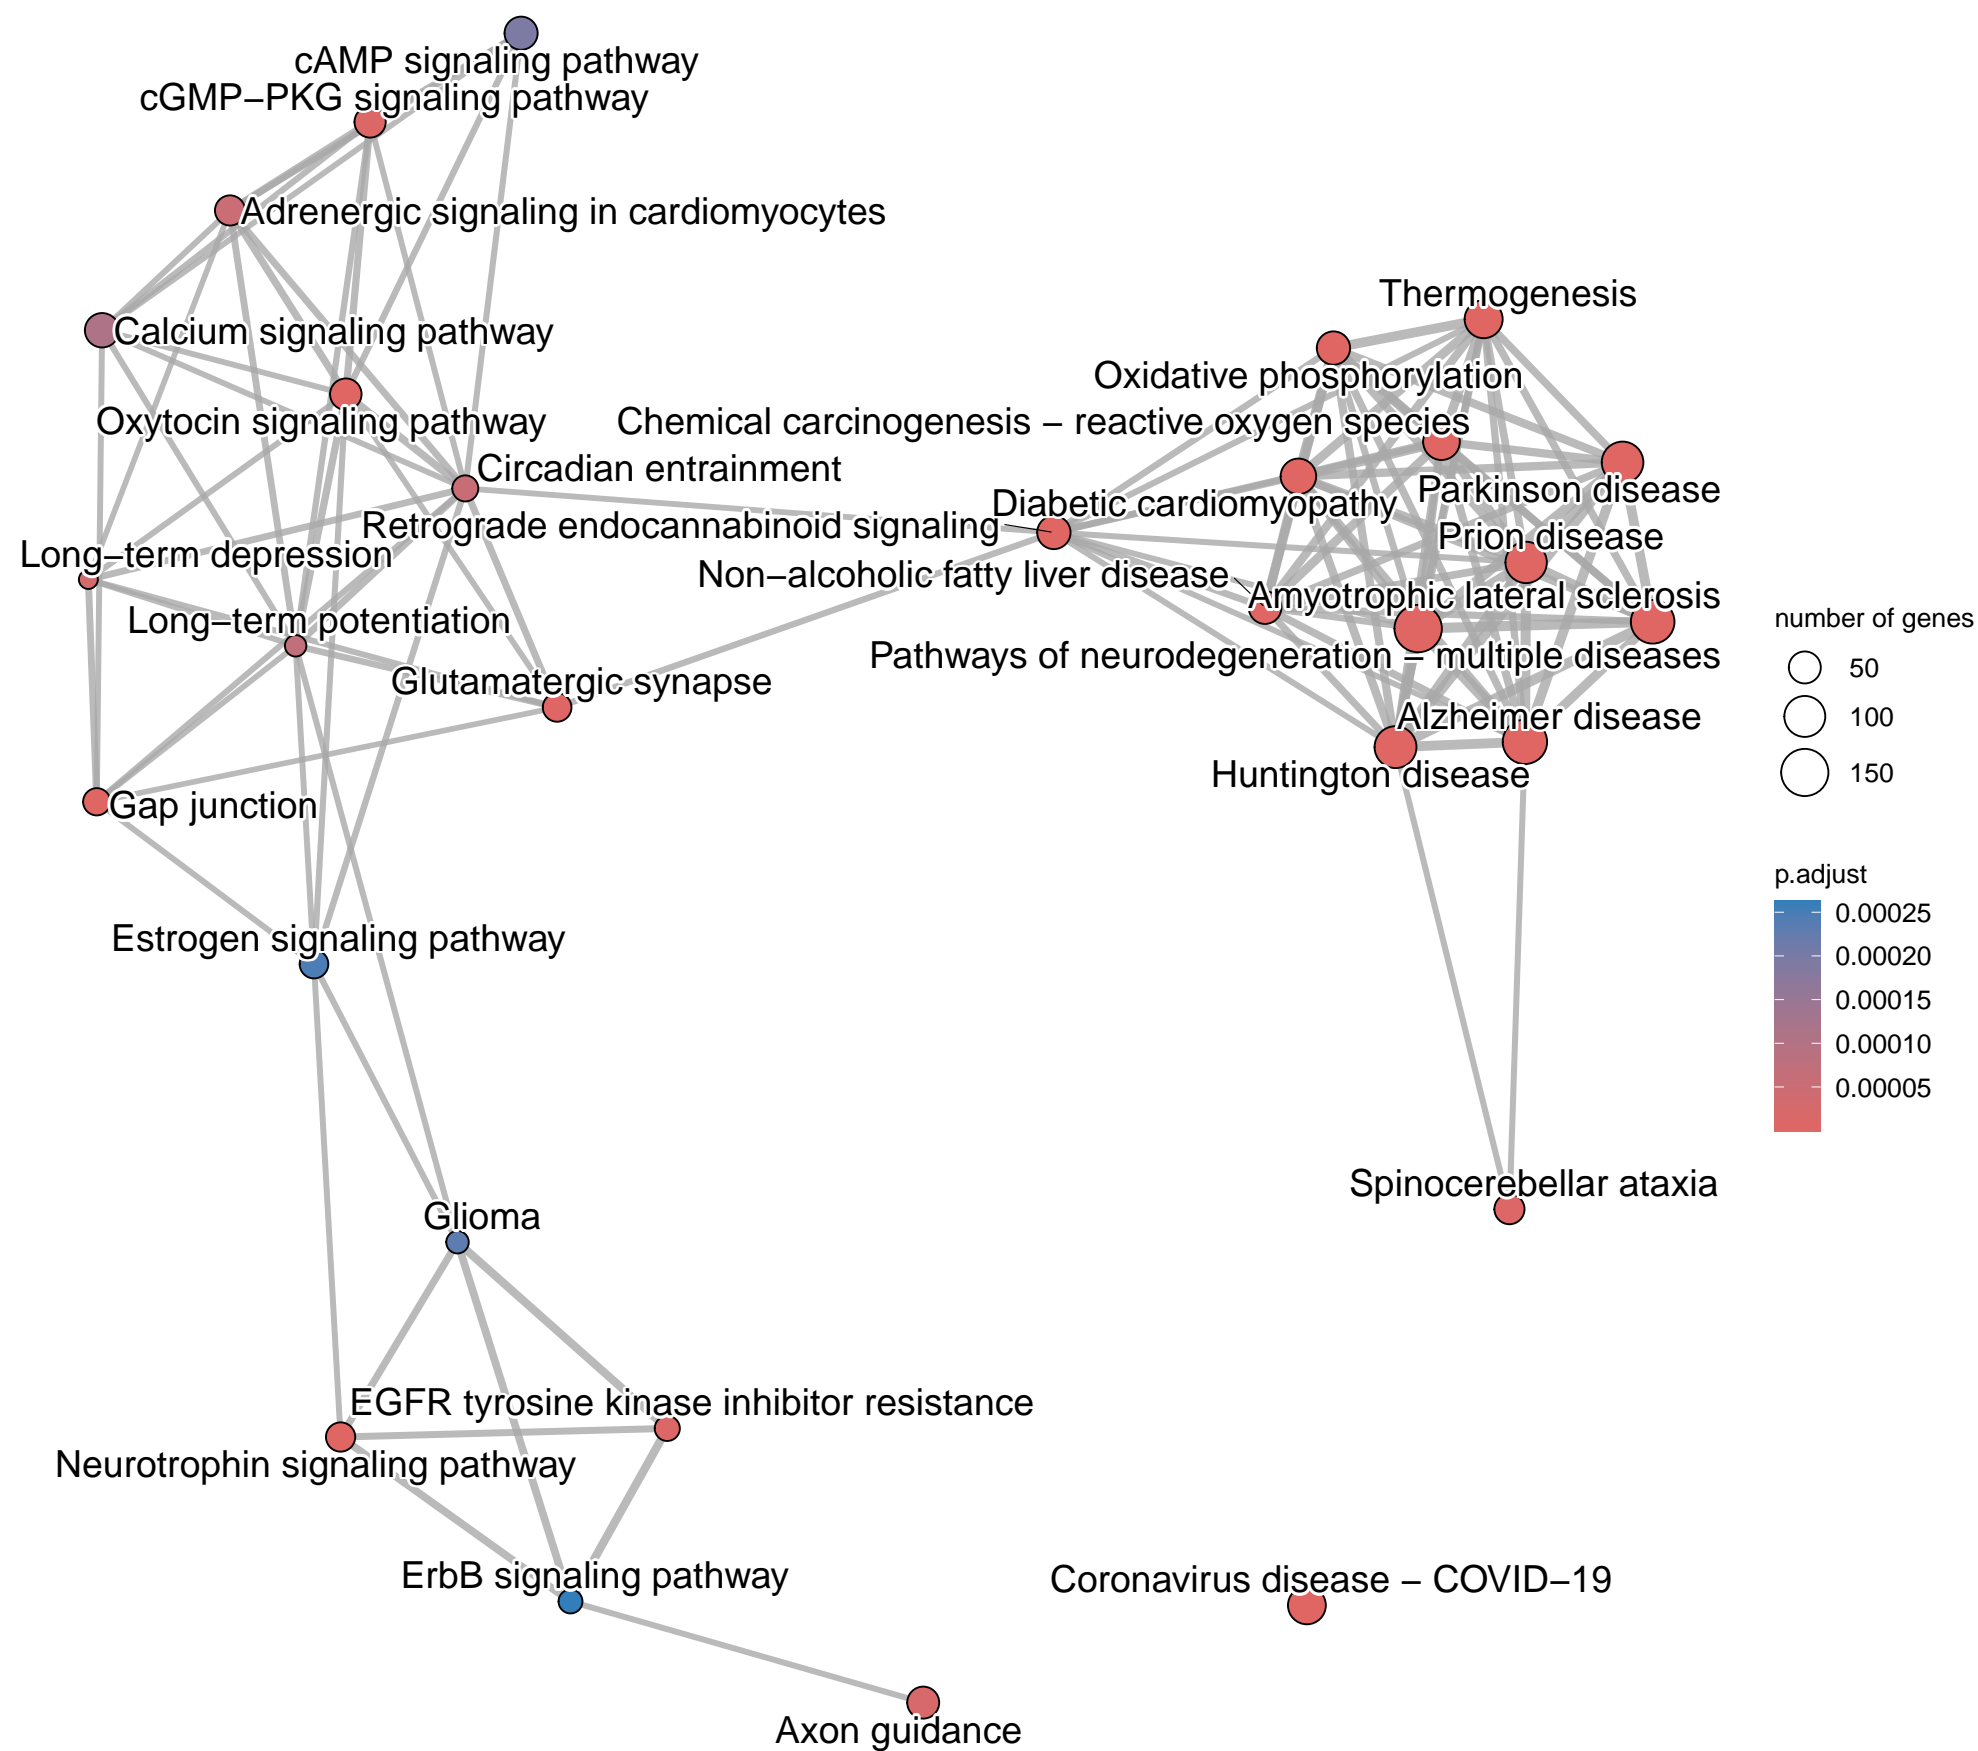 cAMP signaling pathway
cGMP−PKG signaling pathway
Adrenergic signaling in cardiomyocytes
Thermogenesis
Calcium signaling pathway
Oxidative phosphorylation
Oxytocin signaling pathway
Chemical carcinogenesis − reactive oxygen species
Circadian entrainment
Parkinson disease
Diabetic cardiomyopathy
Retrograde endocannabinoid signaling
Prion disease
Long−term depression
Non−alcoholic fatty liver disease
Amyotrophic lateral sclerosis
Long−term potentiation
Pathways of neurodegeneration − multiple diseases
Glutamatergic synapse
Alzheimer disease
Huntington disease
Gap junction
Estrogen signaling pathway
Spinocerebellar ataxia
Glioma
EGFR tyrosine kinase inhibitor resistance
Neurotrophin signaling pathway
ErbB signaling pathway
Coronavirus disease − COVID−19
Axon guidance
number of genes
50
100
150
p.adjust
0.00025
0.00020
0.00015
0.00010
0.00005